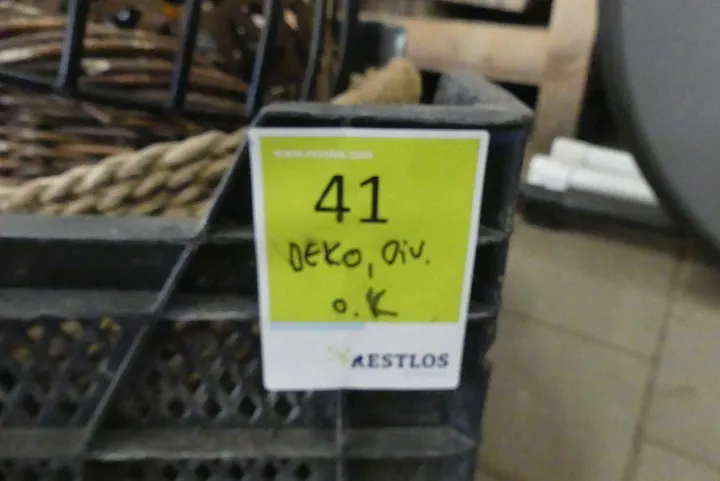 www.restlos.com
41
DEKO, DiV.
o.K
RESTLOS